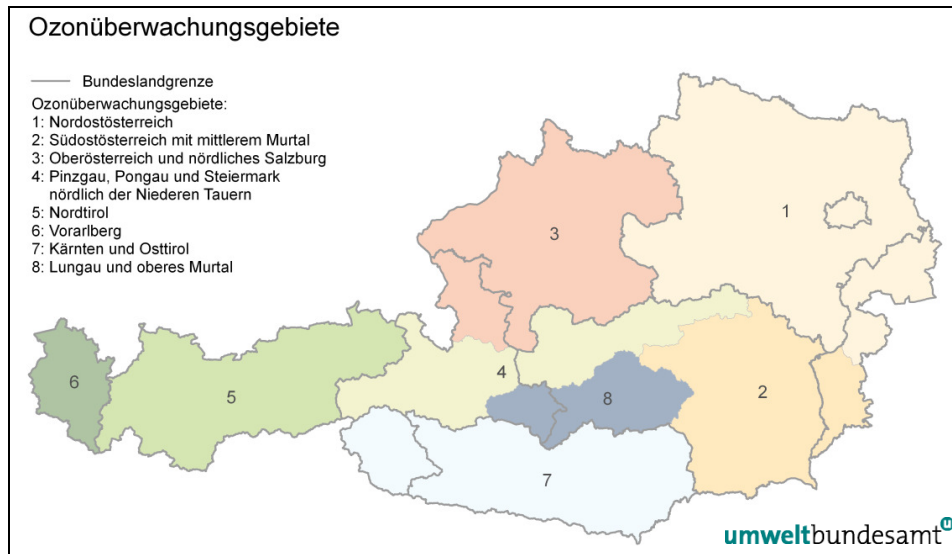 Ozonüberwachungsgebiete
Bundeslandgrenze
Ozonüberwachungsgebiete:
1: Nordostösterreich
2: Südostösterreich mit mittlerem Murtal
3: Oberösterreich und nördliches Salzburg
4: Pinzgau, Pongau und Steiermark
nördlich der Niederen Tauern
5: Nordtirol
6: Vorarlberg
7: Kärnten und Osttirol
8: Lungau und oberes Murtal
1
3
4
6
5
8
2
7
umweltbundesamt u